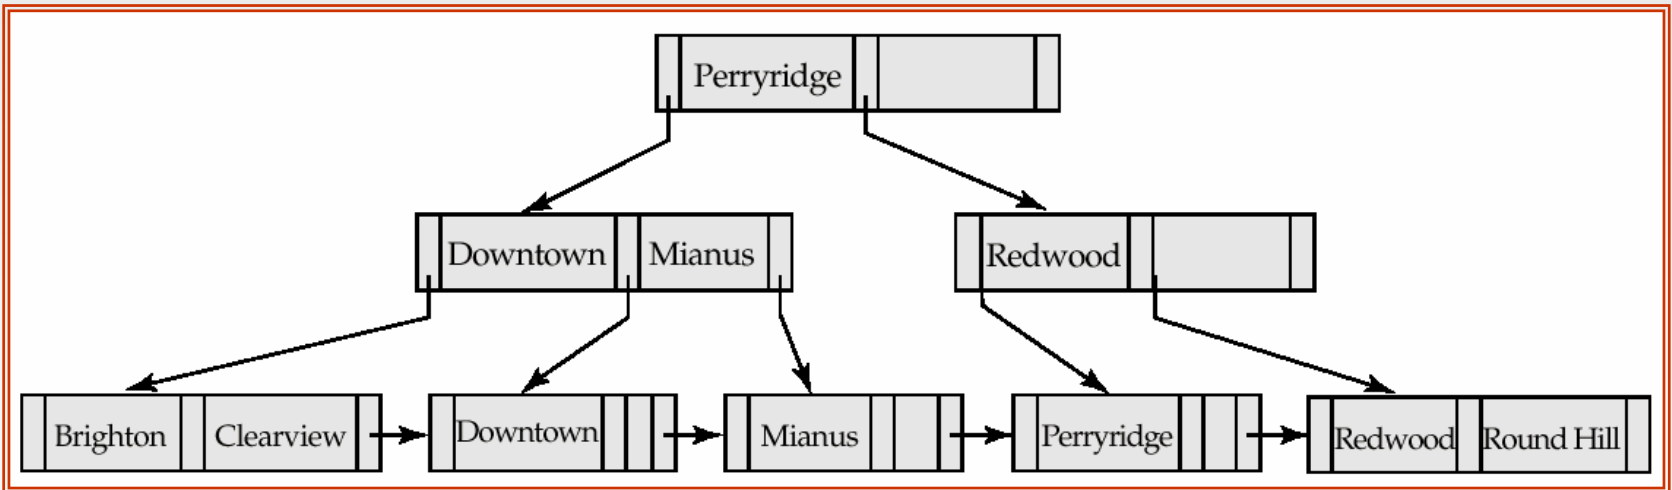 Perryridge
Downtown Mianus Redwood
Brighton Clearview Downtown Mianus Perryridge Redwood Round Hill